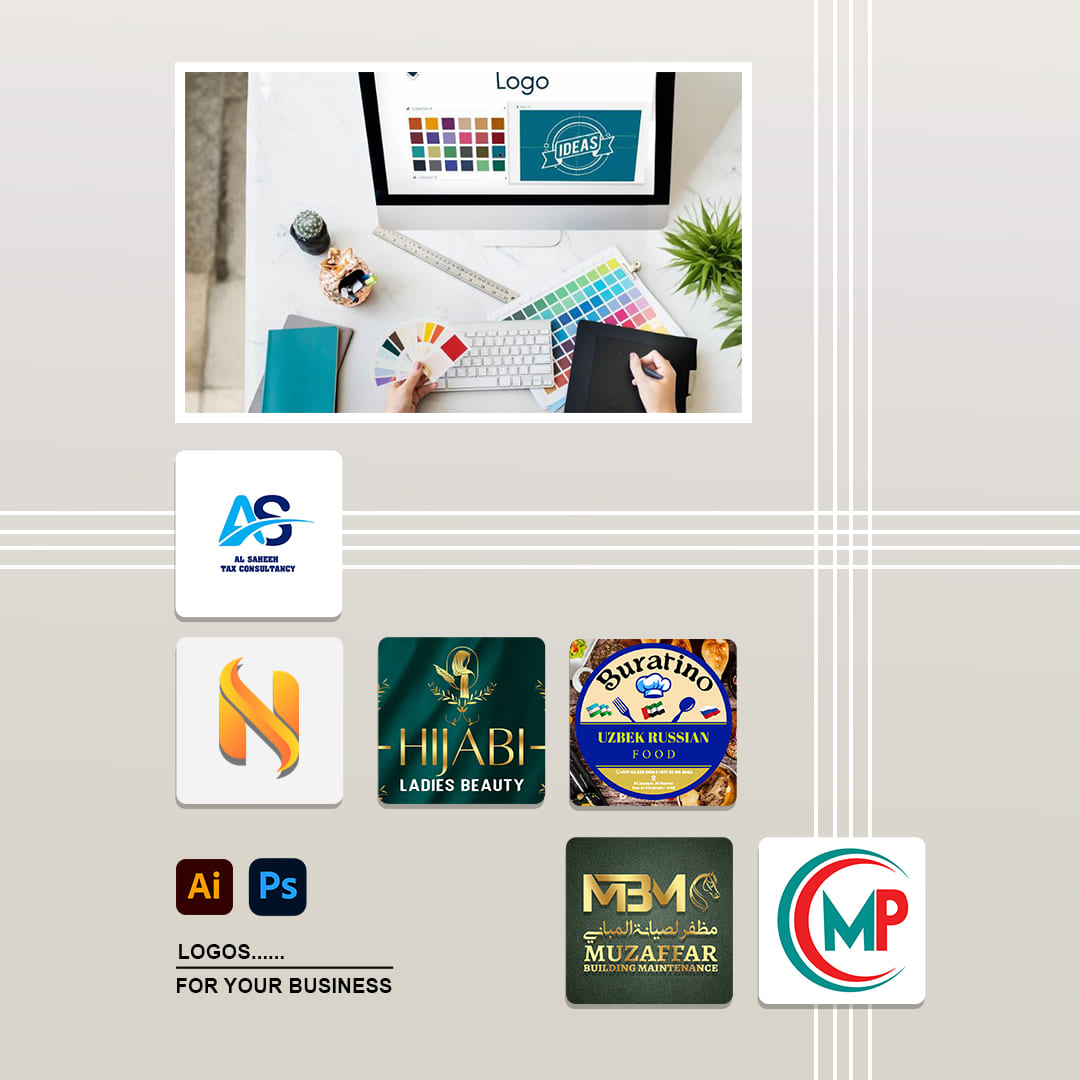 Logo
IDEAS
AS
AL SAHEEH
TAX CONSULTANCY
N
HIJABI
LADIES BEAUTY
Buratino
UZBEK RUSSIAN
FOOD
Ai
Ps
LOGOS......
FOR YOUR BUSINESS
MBM
مظفر لصيانة المباني
MUZAFFAR
BUILDING MAINTENANCE
CMP